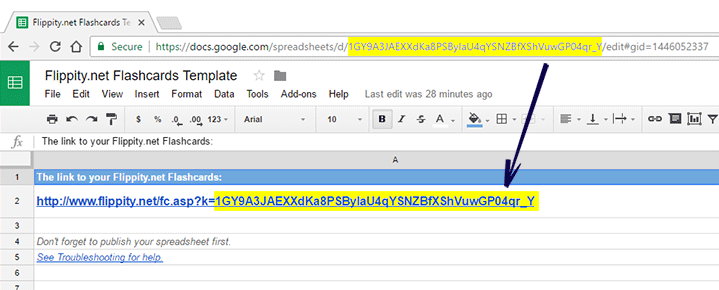 Flippity.net Flashcards Te
Secure https://docs.google.com/spreadsheets/d/1GY9A3JAEXXdKa8PSBylaU4qYSNZBfXShVuwGP04qr_Y/edit#gid=1446052337
Flippity.net Flashcards Template
File Edit View Insert Format Data Tools Add-ons Help Last edit was 28 minutes ago
$ % .0 .00 123 Arial 10 B I S A
fx The link to your Flippity.net Flashcards:
A
1 The link to your Flippity.net Flashcards:
2 http://www.flippity.net/fc.asp?k=1GY9A3JAEXXdKa8PSBylaU4qYSNZBfXShVuwGP04qr_Y
3
4 Don't forget to publish your spreadsheet first.
5 See Troubleshooting for help.
6
7